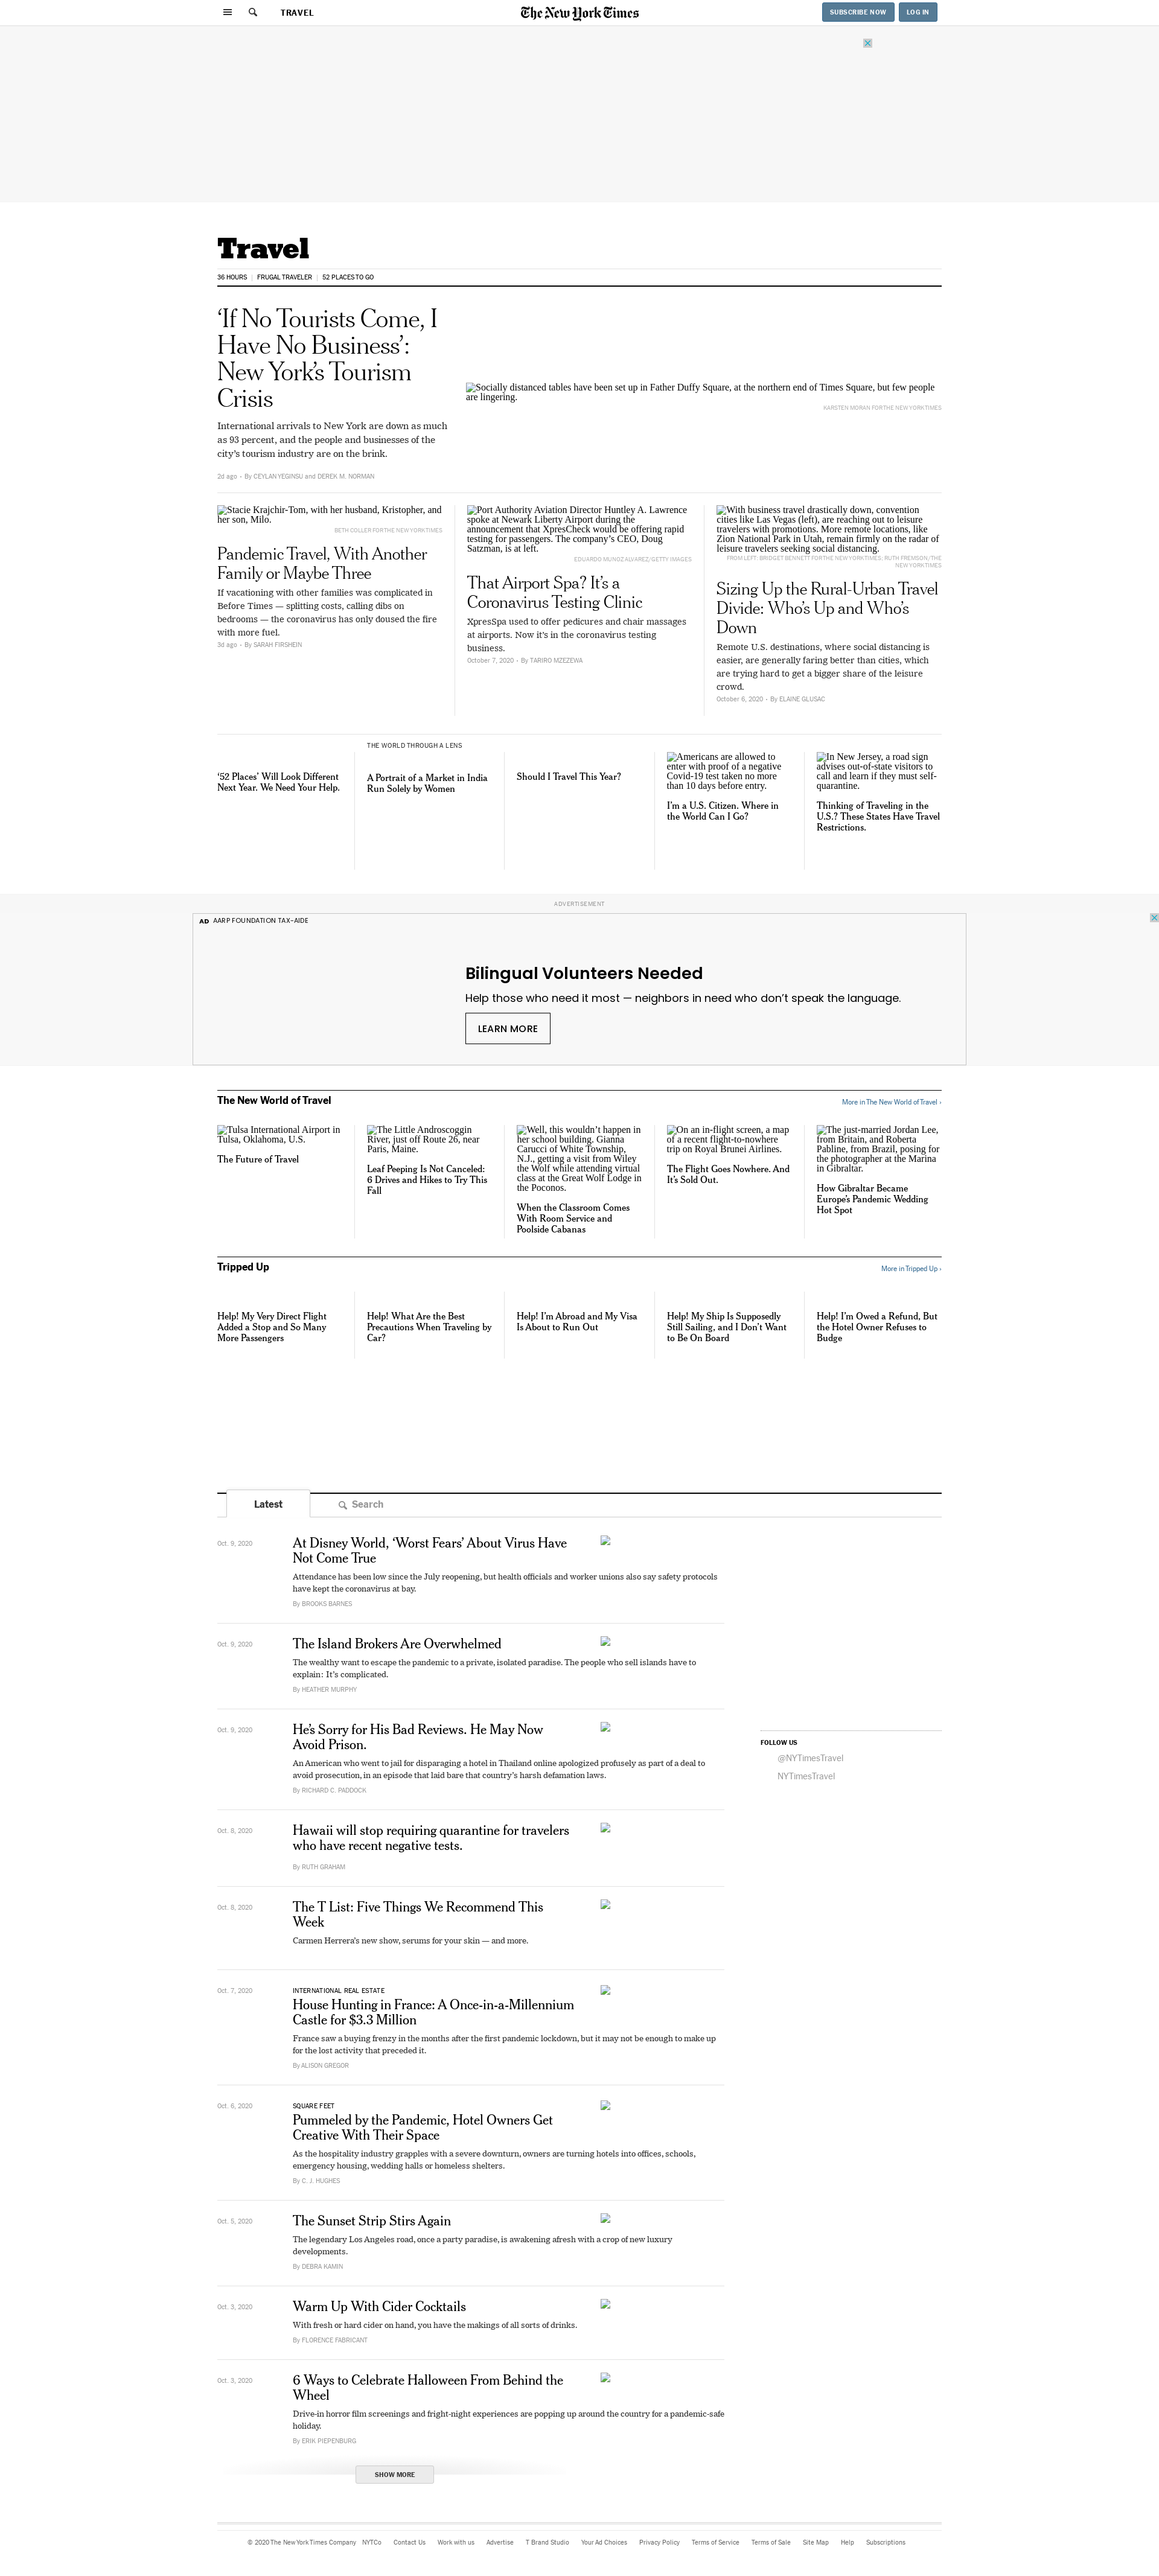 TRAVEL
The New York Times
SUBSCRIBE NOW
LOG IN
Travel
36 HOURS
FRUGAL TRAVELER
52 PLACES TO GO
‘If No Tourists Come, I
Have No Business’:
New York’s Tourism
Crisis
International arrivals to New York are down as much
as 93 percent, and the people and businesses of the
city’s tourism industry are on the brink.
2d ago • By CEYLAN YEGINSU and DEREK M. NORMAN
Socially distanced tables have been set up in Father Duffy Square, at the northern end of Times Square, but few people
are lingering.
KARSTEN MORAN FOR THE NEW YORK TIMES
Stacie Krajchir-Tom, with her husband, Kristopher, and
her son, Milo.
BETH COLLER FOR THE NEW YORK TIMES
Pandemic Travel, With Another
Family or Maybe Three
If vacationing with other families was complicated in
Before Times — splitting costs, calling dibs on
bedrooms — the coronavirus has only doused the fire
with more fuel.
3d ago • By SARAH FIRSHEIN
Port Authority Aviation Director Huntley A. Lawrence
spoke at Newark Liberty Airport during the
announcement that XpresCheck would be offering rapid
testing for passengers. The company’s CEO, Doug
Satzman, is at left.
EDUARDO MUNOZ ALVAREZ/GETTY IMAGES
That Airport Spa? It’s a
Coronavirus Testing Clinic
XpresSpa used to offer pedicures and chair massages
at airports. Now it’s in the coronavirus testing
business.
October 7, 2020 • By TARIRO MZEZEWA
With business travel drastically down, convention
cities like Las Vegas (left), are reaching out to leisure
travelers with promotions. More remote locations, like
Zion National Park in Utah, remain firmly on the radar of
leisure travelers seeking social distancing.
FROM LEFT: BRIDGET BENNETT FOR THE NEW YORK TIMES; RUTH FREMSON/THE
NEW YORK TIMES
Sizing Up the Rural-Urban Travel
Divide: Who’s Up and Who’s
Down
Remote U.S. destinations, where social distancing is
easier, are generally faring better than cities, which
are trying hard to get a bigger share of the leisure
crowd.
October 6, 2020 • By ELAINE GLUSAC
‘52 Places’ Will Look Different
Next Year. We Need Your Help.
THE WORLD THROUGH A LENS
A Portrait of a Market in India
Run Solely by Women
Should I Travel This Year?
Americans are allowed to
enter with proof of a negative
Covid-19 test taken no more
than 10 days before entry.
I’m a U.S. Citizen. Where in
the World Can I Go?
In New Jersey, a road sign
advises out-of-state visitors to
call and learn if they must self-
quarantine.
Thinking of Traveling in the
U.S.? These States Have Travel
Restrictions.
ADVERTISEMENT
AD AARP FOUNDATION TAX-AIDE
Bilingual Volunteers Needed
Help those who need it most — neighbors in need who don’t speak the language.
LEARN MORE
The New World of Travel
More in The New World of Travel ›
Tulsa International Airport in
Tulsa, Oklahoma, U.S.
The Future of Travel
The Little Androscoggin
River, just off Route 26, near
Paris, Maine.
Leaf Peeping Is Not Canceled:
6 Drives and Hikes to Try This
Fall
Well, this wouldn’t happen in
her school building. Gianna
Carucci of White Township,
N.J., getting a visit from Wiley
the Wolf while attending virtual
class at the Great Wolf Lodge in
the Poconos.
When the Classroom Comes
With Room Service and
Poolside Cabanas
On an in-flight screen, a map
of a recent flight-to-nowhere
trip on Royal Brunei Airlines.
The Flight Goes Nowhere. And
It’s Sold Out.
The just-married Jordan Lee,
from Britain, and Roberta
Pabline, from Brazil, posing for
the photographer at the Marina
in Gibraltar.
How Gibraltar Became
Europe’s Pandemic Wedding
Hot Spot
Tripped Up
More in Tripped Up ›
Help! My Very Direct Flight
Added a Stop and So Many
More Passengers
Help! What Are the Best
Precautions When Traveling by
Car?
Help! I’m Abroad and My Visa
Is About to Run Out
Help! My Ship Is Supposedly
Still Sailing, and I Don’t Want
to Be On Board
Help! I’m Owed a Refund, But
the Hotel Owner Refuses to
Budge
Latest
Search
Oct. 9, 2020
At Disney World, ‘Worst Fears’ About Virus Have
Not Come True
Attendance has been low since the July reopening, but health officials and worker unions also say safety protocols
have kept the coronavirus at bay.
By BROOKS BARNES
Oct. 9, 2020
The Island Brokers Are Overwhelmed
The wealthy want to escape the pandemic to a private, isolated paradise. The people who sell islands have to
explain: It’s complicated.
By HEATHER MURPHY
Oct. 9, 2020
He’s Sorry for His Bad Reviews. He May Now
Avoid Prison.
An American who went to jail for disparaging a hotel in Thailand online apologized profusely as part of a deal to
avoid prosecution, in an episode that laid bare that country’s harsh defamation laws.
By RICHARD C. PADDOCK
FOLLOW US
@NYTimesTravel
NYTimesTravel
Oct. 8, 2020
Hawaii will stop requiring quarantine for travelers
who have recent negative tests.
By RUTH GRAHAM
Oct. 8, 2020
The T List: Five Things We Recommend This
Week
Carmen Herrera’s new show, serums for your skin — and more.
Oct. 7, 2020
INTERNATIONAL REAL ESTATE
House Hunting in France: A Once-in-a-Millennium
Castle for $3.3 Million
France saw a buying frenzy in the months after the first pandemic lockdown, but it may not be enough to make up
for the lost activity that preceded it.
By ALISON GREGOR
Oct. 6, 2020
SQUARE FEET
Pummeled by the Pandemic, Hotel Owners Get
Creative With Their Space
As the hospitality industry grapples with a severe downturn, owners are turning hotels into offices, schools,
emergency housing, wedding halls or homeless shelters.
By C. J. HUGHES
Oct. 5, 2020
The Sunset Strip Stirs Again
The legendary Los Angeles road, once a party paradise, is awakening afresh with a crop of new luxury
developments.
By DEBRA KAMIN
Oct. 3, 2020
Warm Up With Cider Cocktails
With fresh or hard cider on hand, you have the makings of all sorts of drinks.
By FLORENCE FABRICANT
Oct. 3, 2020
6 Ways to Celebrate Halloween From Behind the
Wheel
Drive-in horror film screenings and fright-night experiences are popping up around the country for a pandemic-safe
holiday.
By ERIK PIEPENBURG
SHOW MORE
© 2020 The New York Times Company NYTCo Contact Us Work with us Advertise T Brand Studio Your Ad Choices Privacy Policy Terms of Service Terms of Sale Site Map Help Subscriptions